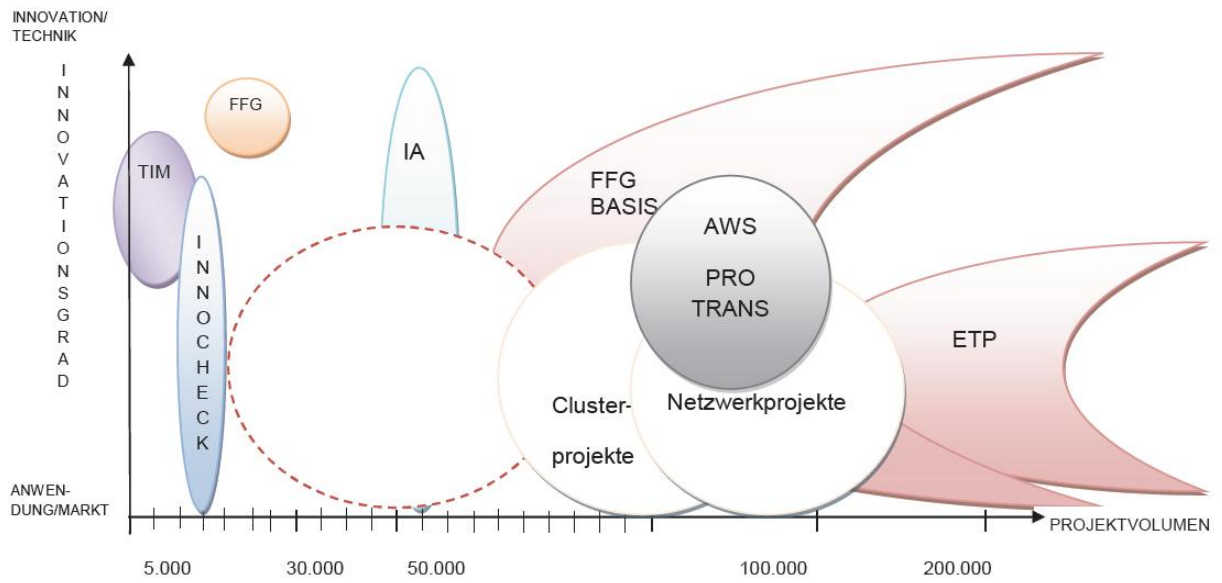 INNOVATION/
TECHNIK
INNOVATIONSGRAD
FFG
TIM
IA
INNOCHECK
FFG
BASIS
AWS
PRO
TRANS
ETP
Cluster-
projekte
Netzwerkprojekte
ANWEN-
DUNG/MARKT
PROJEKTVOLUMEN
5.000 30.000 50.000 100.000 200.000